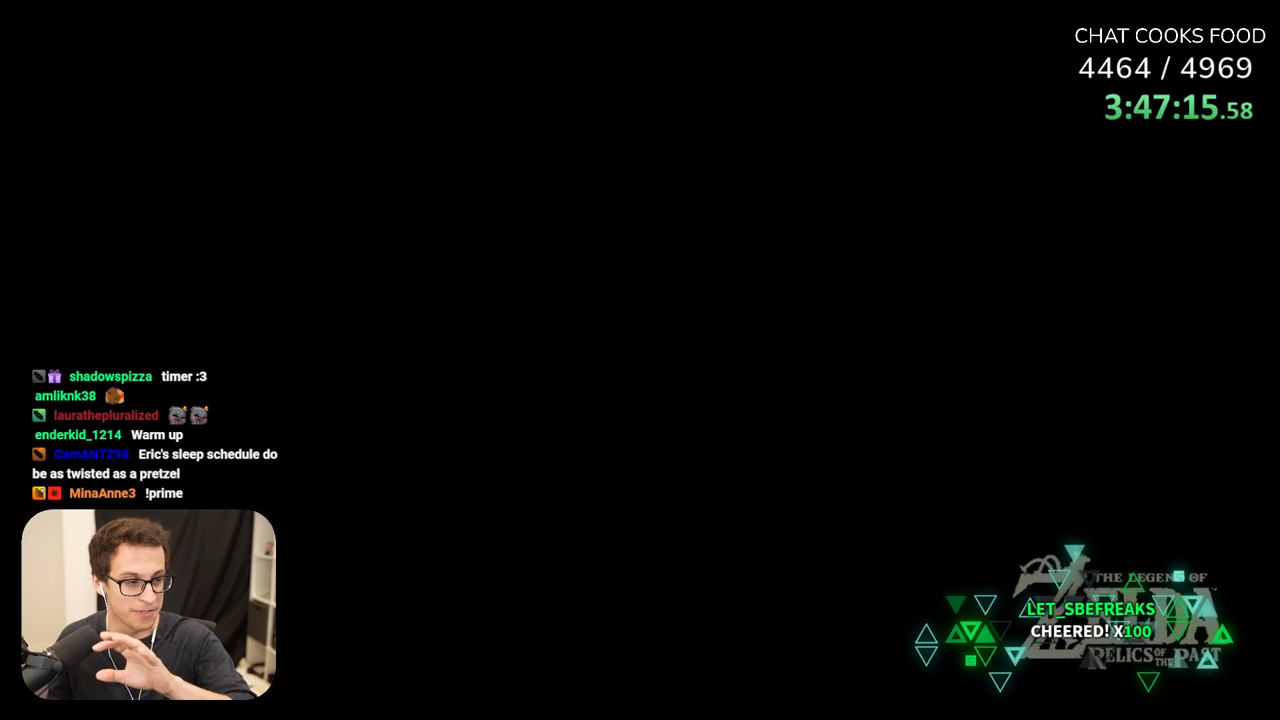 CHAT COOKS FOOD
4464 / 4969
3:47:15.58
shadowspizza timer :3
amliknk38
laurathepluralized
enderkid_1214 Warm up
CamANTZ98 Eric's sleep schedule do
be as twisted as a pretzel
MinaAnne3 !prime
THE LEGEND OF
ZELDA
LET_SBEFREAKS
CHEERED! X100
RELICS OF THE PAST